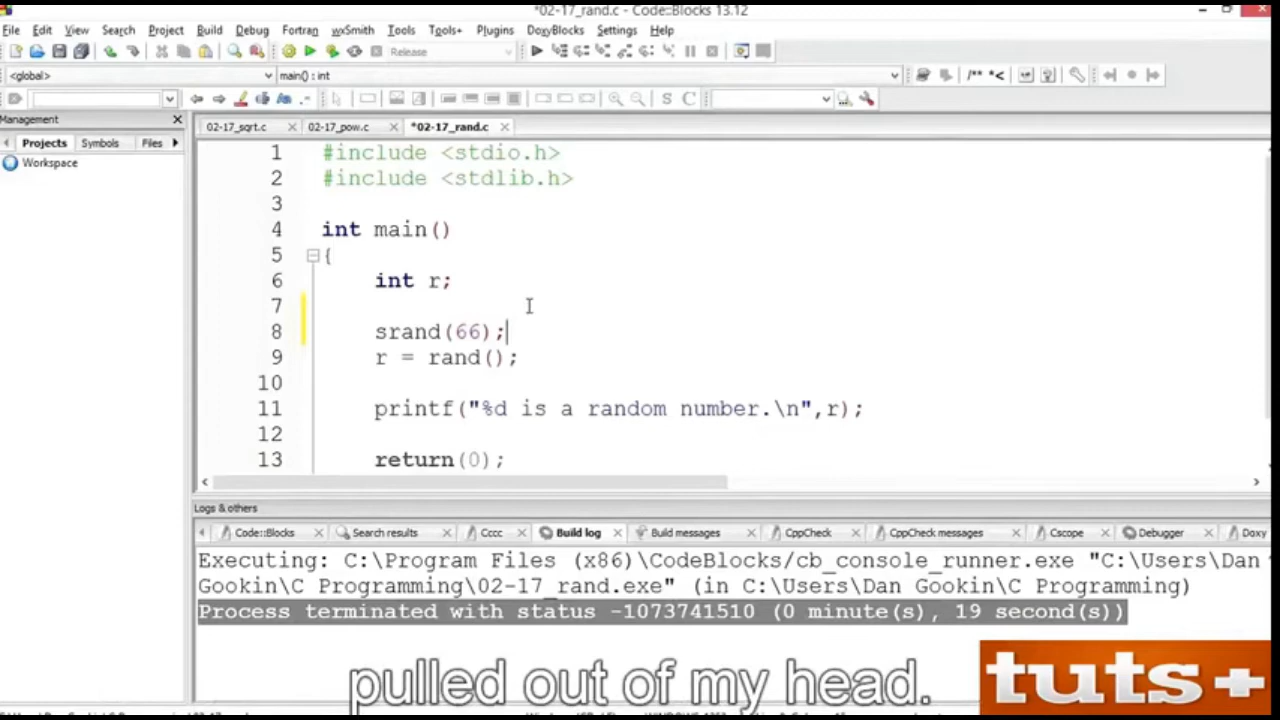 *02-17_rand.c - Code::Blocks 13.12
File Edit View Search Project Build Debug Fortran wxSmith Tools Tools+ Plugins DoxyBlocks Settings Help
Release
<global> main() : int /** *<
S C
Management
Projects Symbols Files
Workspace
02-17_sqrt.c 02-17_pow.c *02-17_rand.c
1 #include <stdio.h>
2 #include <stdlib.h>
3
4 int main()
5 {
6 int r;
7
8 srand(66);
9 r = rand();
10
11 printf("%d is a random number.\n",r);
12
13 return(0);
Logs & others
Code::Blocks Search results Cccc Build log Build messages CppCheck CppCheck messages Cscope Debugger Doxy
Executing: C:\Program Files (x86)\CodeBlocks/cb_console_runner.exe "C:\Users\Dan
Gookin\C Programming\02-17_rand.exe" (in C:\Users\Dan Gookin\C Programming)
Process terminated with status -1073741510 (0 minute(s), 19 second(s))
pulled out of my head.
tuts+